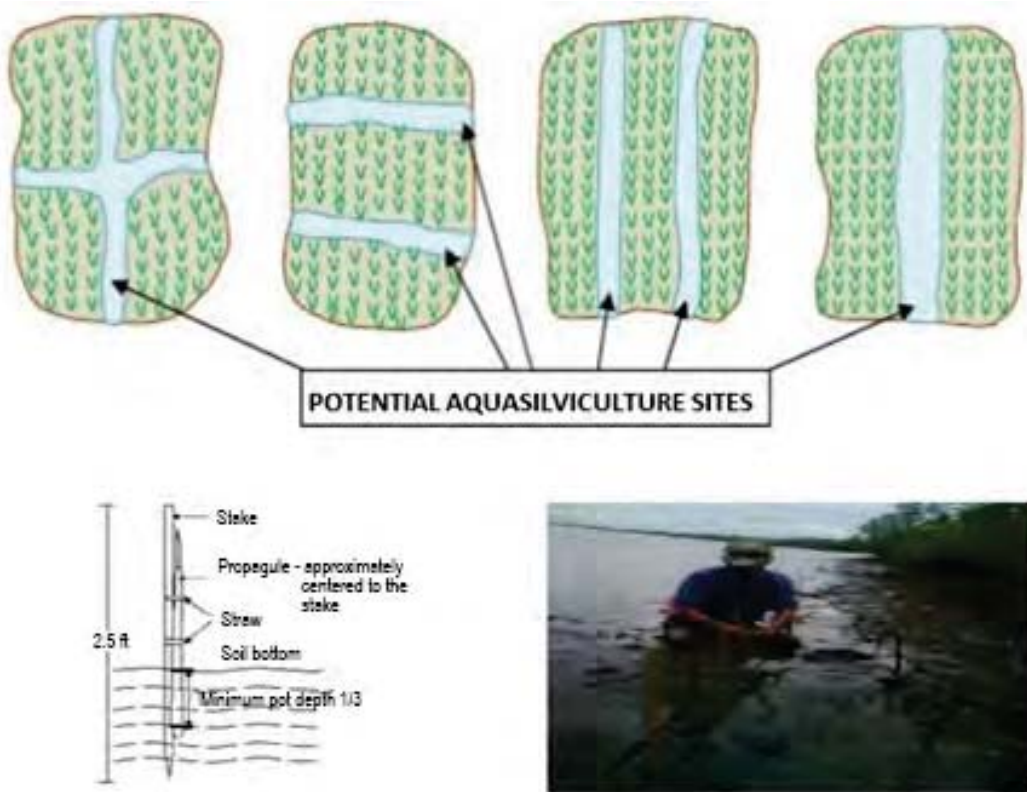 POTENTIAL AQUASILVICULTURE SITES
Stake
Propagule - approximately
centered to the
stake
Straw
2.5 ft
Soil bottom
Minimum pot depth 1/3